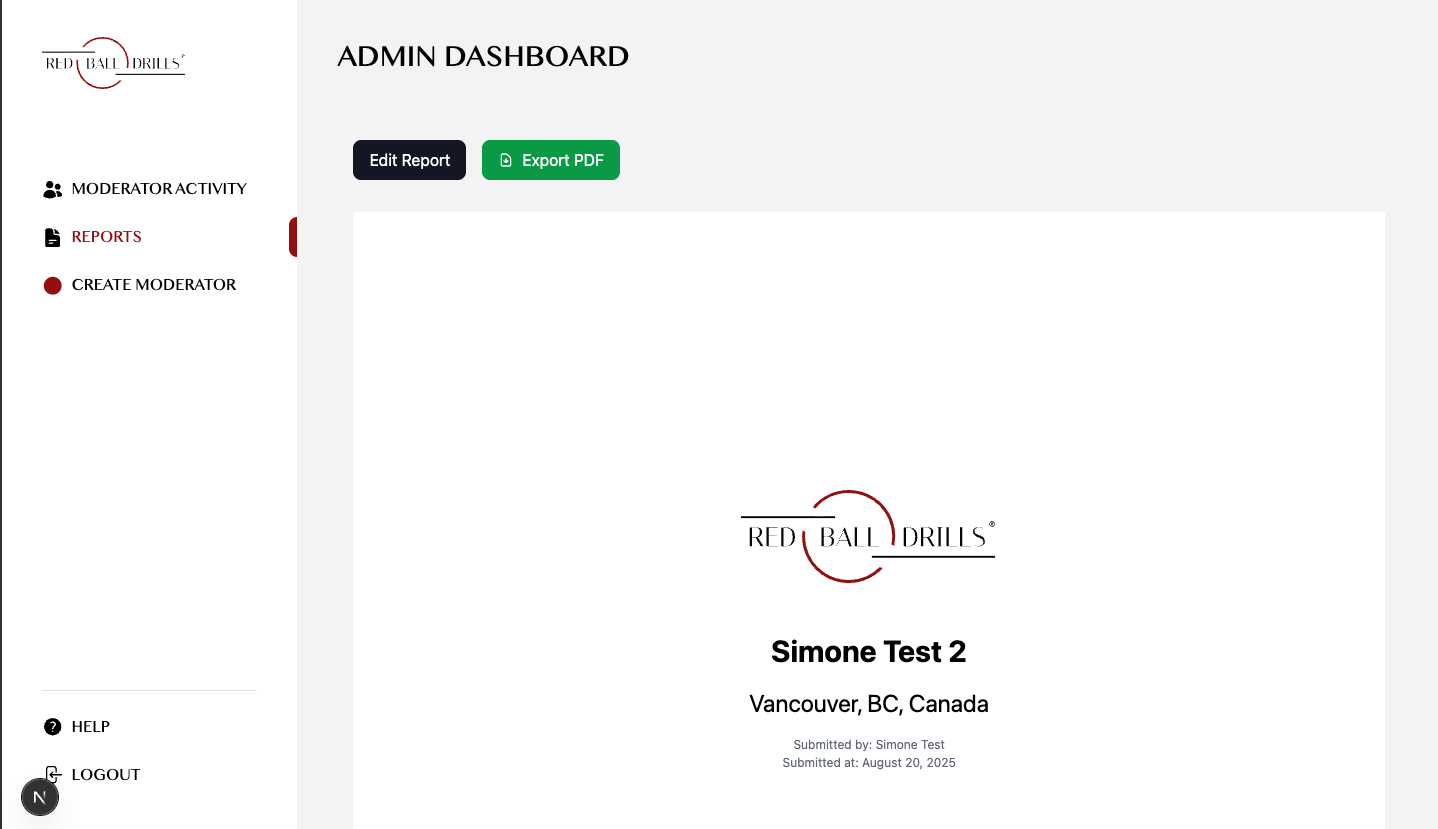 RED BALL DRILLS®
ADMIN DASHBOARD
Edit Report
Export PDF
MODERATOR ACTIVITY
REPORTS
CREATE MODERATOR
RED BALL DRILLS®
Simone Test 2
Vancouver, BC, Canada
Submitted by: Simone Test
Submitted at: August 20, 2025
? HELP
LOGOUT
N